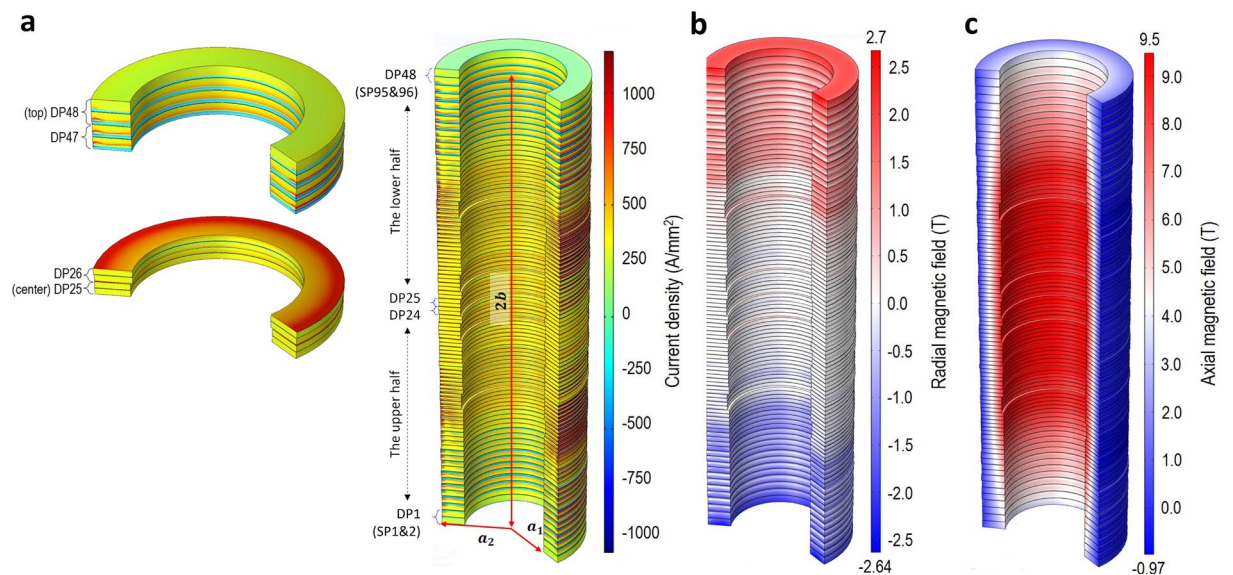 a
(top) DP48
DP47
DP26
(center) DP25
DP48
(SP95&96)
The lower half
DP25
DP24
The upper half
DP1
(SP1&2)
2b
a₁
a₂
1000
750
500
250
0
-250
-500
-750
-1000
Current density (A/mm²)
b
2.7
2.5
2.0
1.5
1.0
0.5
0.0
-0.5
-1.0
-1.5
-2.0
-2.5
-2.64
Radial magnetic field (T)
c
9.5
9.0
8.0
7.0
6.0
5.0
4.0
3.0
2.0
1.0
0.0
-0.97
Axial magnetic field (T)